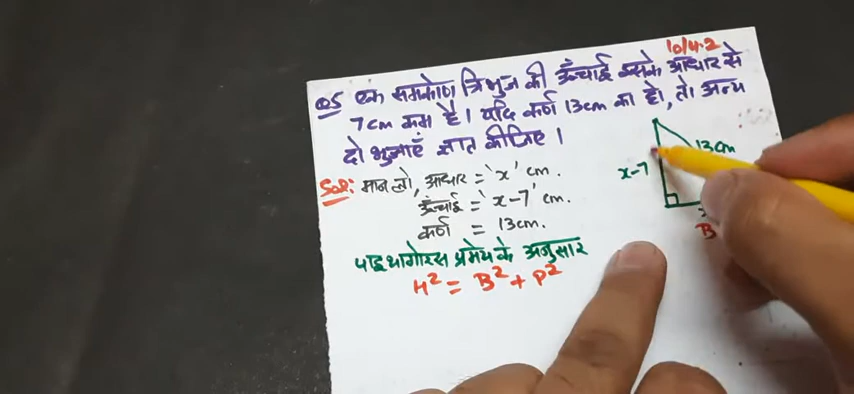 10/4.2
Q5 एक समकोण त्रिभुज की ऊँचाई इसके आधार से
7cm कम है। यदि कर्ण 13cm का हो, तो अन्य
दो भुजाएँ ज्ञात कीजिए।
Sol: मान लो, आधार = 'x' cm.
ऊँचाई = 'x-7' cm.
कर्ण = 13cm.
पाइथागोरस प्रमेय के अनुसार
H² = B² + P²
13cm
x-7
B